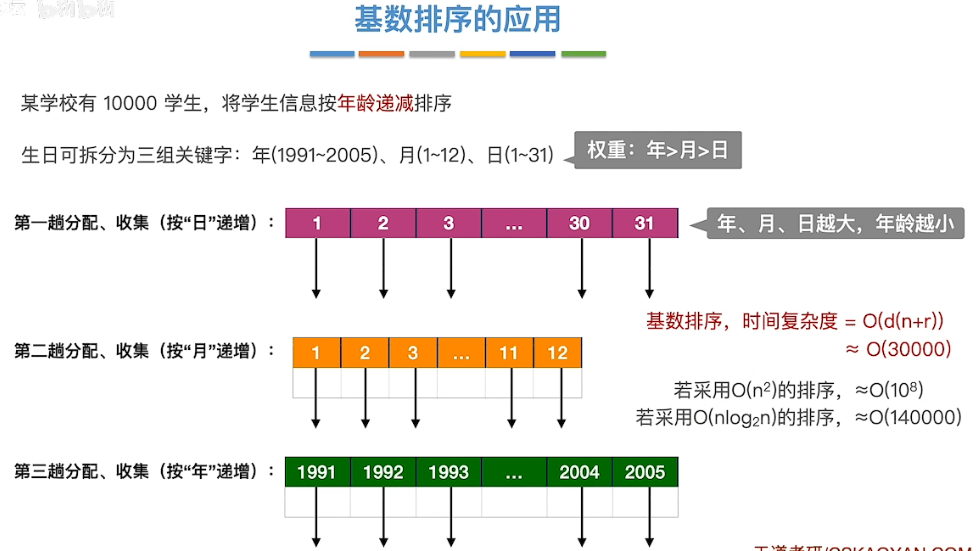 基数排序的应用
某学校有 10000 学生，将学生信息按年龄递减排序
生日可拆分为三组关键字：年(1991~2005)、月(1~12)、日(1~31)
权重：年>月>日
第一趟分配、收集（按“日”递增）：
1 2 3 ... 30 31
年、月、日越大，年龄越小
基数排序，时间复杂度 = O(d(n+r))
≈ O(30000)
第二趟分配、收集（按“月”递增）：
1 2 3 ... 11 12
若采用O(n²)的排序，≈O(10⁸)
若采用O(nlog₂n)的排序，≈O(140000)
第三趟分配、收集（按“年”递增）：
1991 1992 1993 ... 2004 2005
王道考研/CSKAOYAN.COM